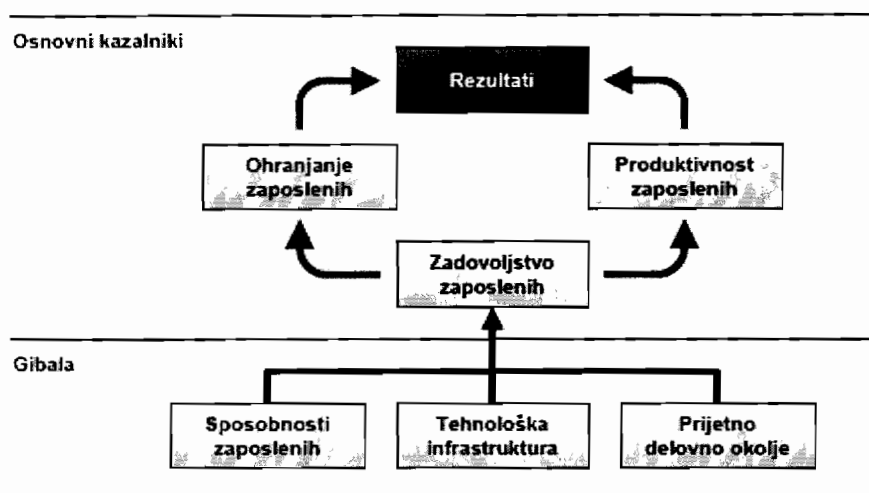 Osnovni kazalniki
Rezultati
Ohranjanje
zaposlenih
Produktivnost
zaposlenih
Zadovoljstvo
zaposlenih
Gibala
Sposobnosti
zaposlenih
Tehnološka
infrastruktura
Prijetno
delovno okolje